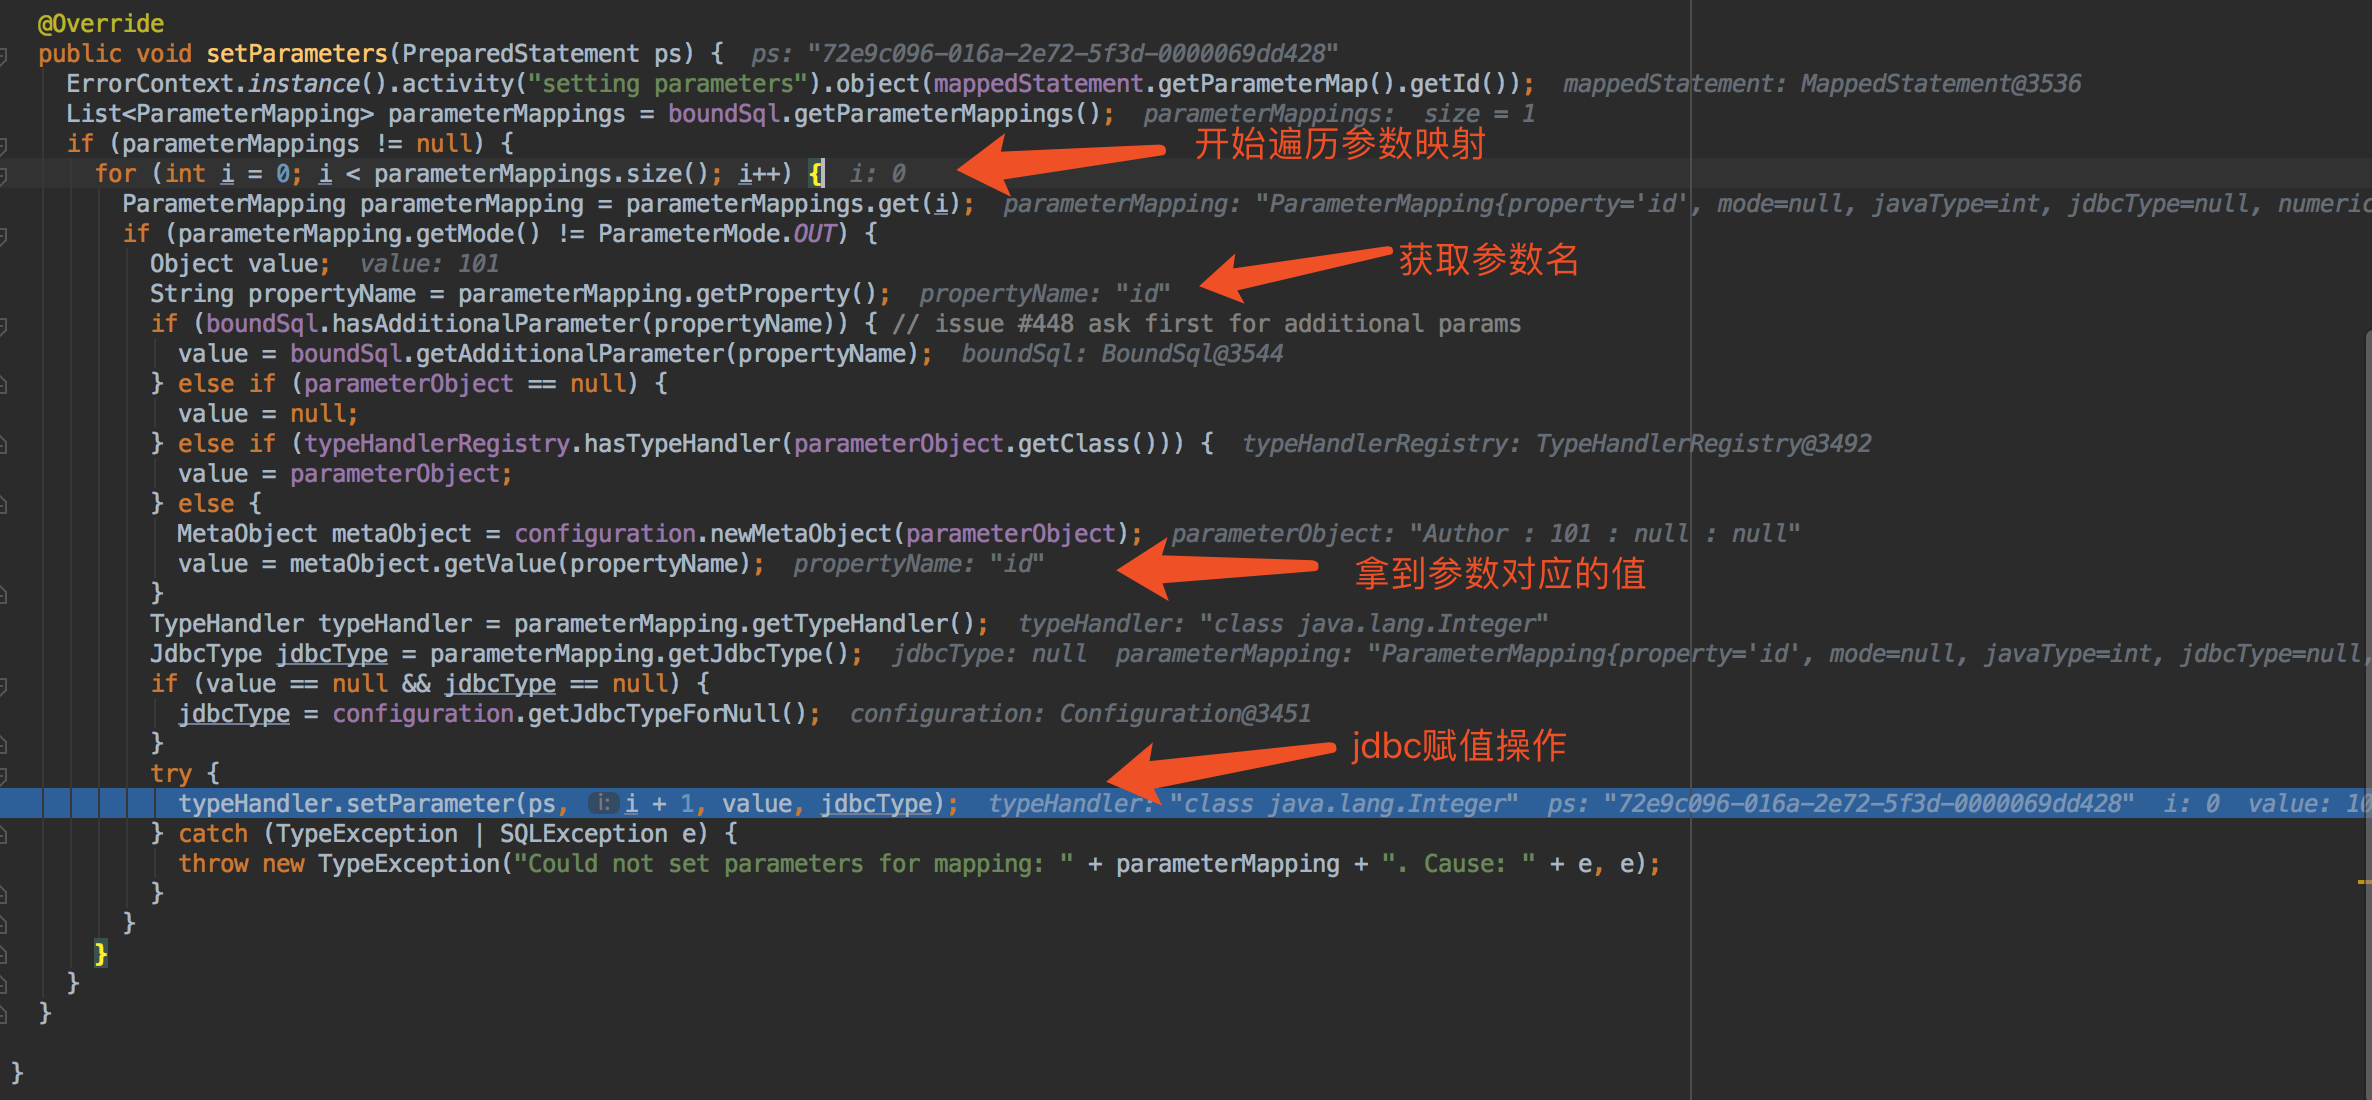 @Override
public void setParameters(PreparedStatement ps) {  ps: "72e9c096-016a-2e72-5f3d-0000069dd428"
ErrorContext.instance().activity("setting parameters").object(mappedStatement.getParameterMap().getId());  mappedStatement: MappedStatement@3536
List<ParameterMapping> parameterMappings = boundSql.getParameterMappings();  parameterMappings:  size = 1
if (parameterMappings != null) {
开始遍历参数映射
for (int i = 0; i < parameterMappings.size(); i++) {  i: 0
ParameterMapping parameterMapping = parameterMappings.get(i);  parameterMapping: "ParameterMapping{property='id', mode=null, javaType=int, jdbcType=null, numeric
if (parameterMapping.getMode() != ParameterMode.OUT) {
获取参数名
Object value;  value: 101
String propertyName = parameterMapping.getProperty();  propertyName: "id"
if (boundSql.hasAdditionalParameter(propertyName)) { // issue #448 ask first for additional params
value = boundSql.getAdditionalParameter(propertyName);  boundSql: BoundSql@3544
} else if (parameterObject == null) {
value = null;
} else if (typeHandlerRegistry.hasTypeHandler(parameterObject.getClass())) {  typeHandlerRegistry: TypeHandlerRegistry@3492
value = parameterObject;
} else {
MetaObject metaObject = configuration.newMetaObject(parameterObject);  parameterObject: "Author : 101 : null : null"
value = metaObject.getValue(propertyName);  propertyName: "id"
拿到参数对应的值
}
TypeHandler typeHandler = parameterMapping.getTypeHandler();  typeHandler: "class java.lang.Integer"
JdbcType jdbcType = parameterMapping.getJdbcType();  jdbcType: null  parameterMapping: "ParameterMapping{property='id', mode=null, javaType=int, jdbcType=null,
if (value == null && jdbcType == null) {
jdbcType = configuration.getJdbcTypeForNull();  configuration: Configuration@3451
}
jdbc赋值操作
try {
typeHandler.setParameter(ps, i: i + 1, value, jdbcType);  typeHandler: "class java.lang.Integer"  ps: "72e9c096-016a-2e72-5f3d-0000069dd428"  i: 0  value: 10
} catch (TypeException | SQLException e) {
throw new TypeException("Could not set parameters for mapping: " + parameterMapping + ". Cause: " + e, e);
}
}
}
}
}
}